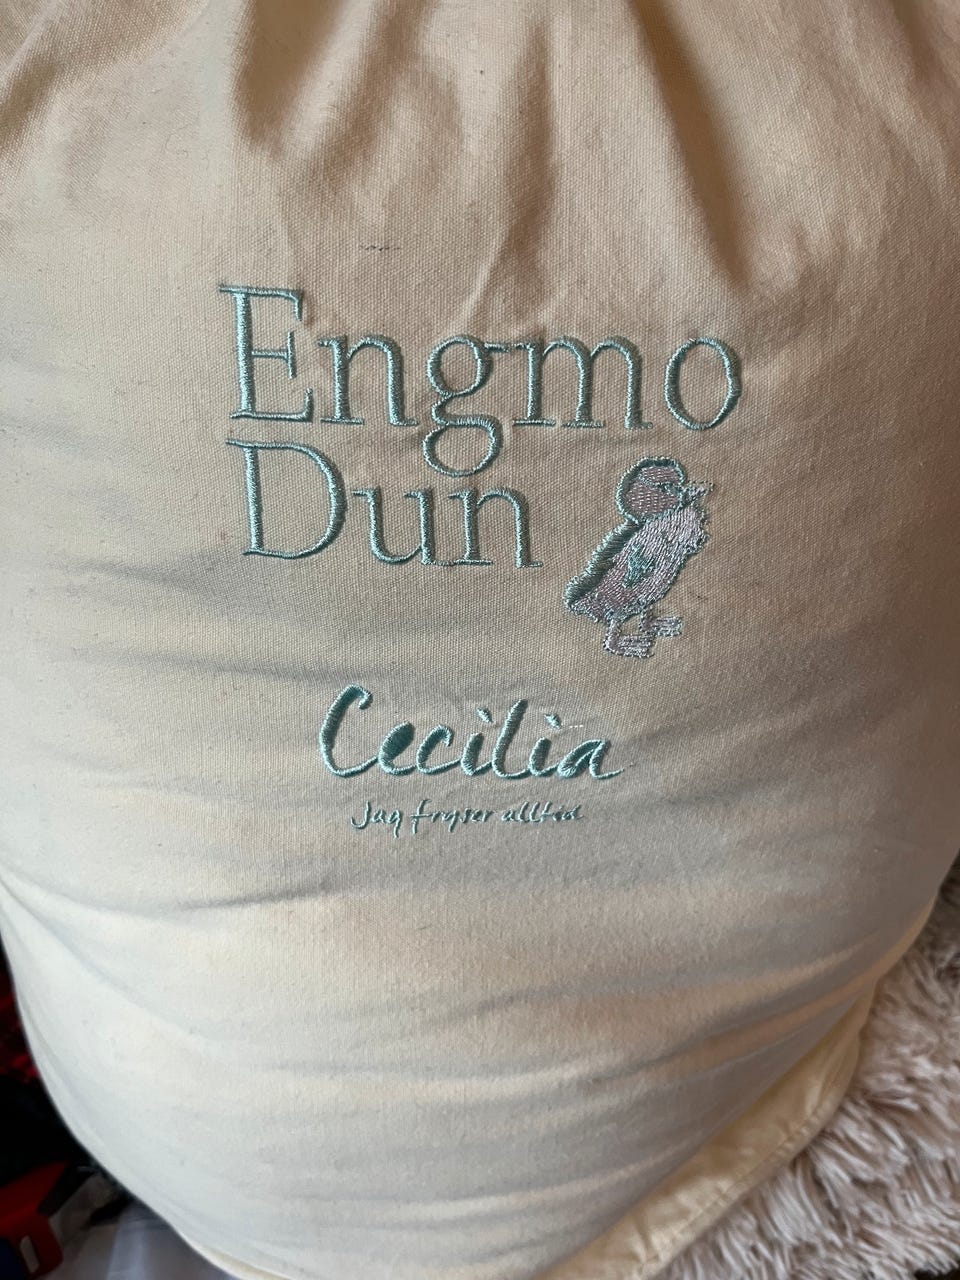 Engmo
Dun
Cecilia
Jag fryser alltid